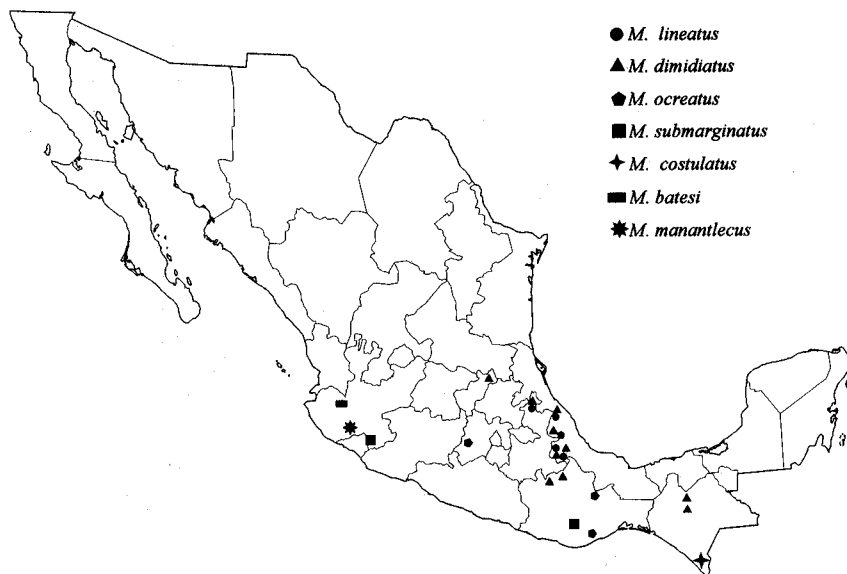 M. lineatus
M. dimidiatus
M. ocreatus
M. submarginatus
M. costulatus
M. batesi
M. manantlecus